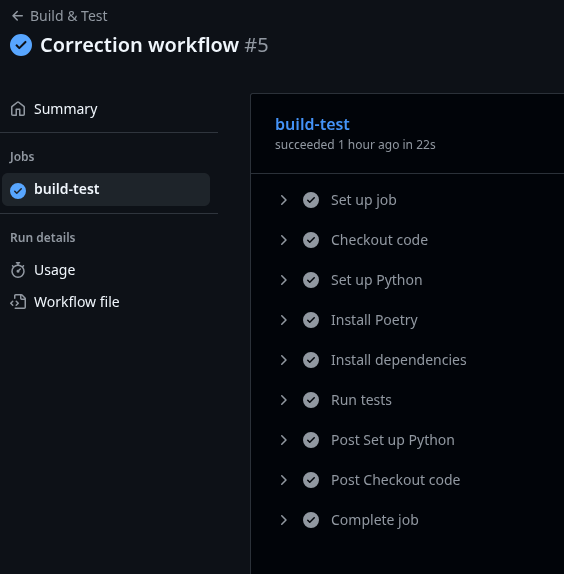 Build & Test
Correction workflow #5
Summary
Jobs
build-test
Run details
Usage
Workflow file
build-test
succeeded 1 hour ago in 22s
Set up job
Checkout code
Set up Python
Install Poetry
Install dependencies
Run tests
Post Set up Python
Post Checkout code
Complete job